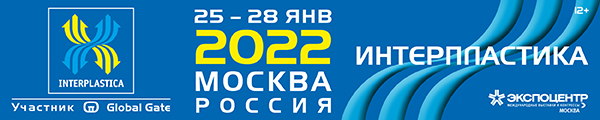 INTERPLASTICA
Участник Global Gate
25 – 28 ЯНВ
2022
МОСКВА
РОССИЯ
ИНТЕРПЛАСТИКА
12+
ЭКСПОЦЕНТР
МЕЖДУНАРОДНЫЕ ВЫСТАВКИ И КОНГРЕССЫ
МОСКВА